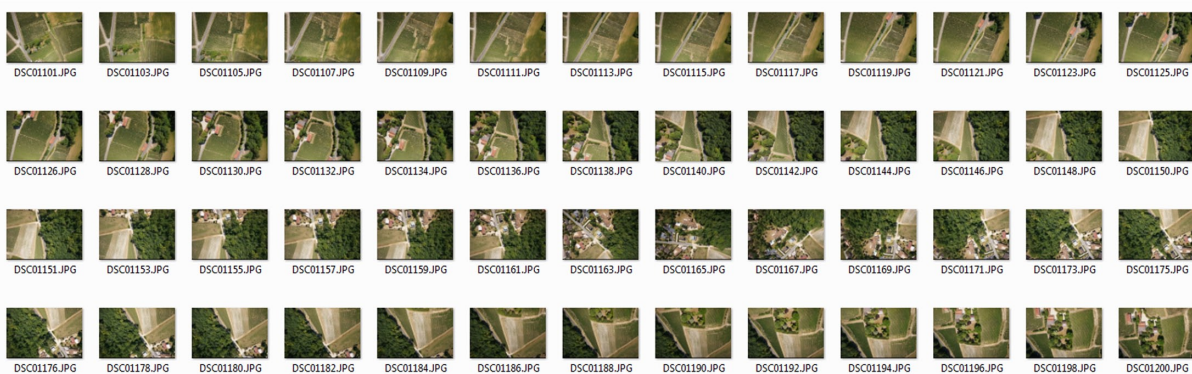 DSC01101.JPG DSC01103.JPG DSC01105.JPG DSC01107.JPG DSC01109.JPG DSC01111.JPG DSC01113.JPG DSC01115.JPG DSC01117.JPG DSC01119.JPG DSC01121.JPG DSC01123.JPG DSC01125.JPG
DSC01126.JPG DSC01128.JPG DSC01130.JPG DSC01132.JPG DSC01134.JPG DSC01136.JPG DSC01138.JPG DSC01140.JPG DSC01142.JPG DSC01144.JPG DSC01146.JPG DSC01148.JPG DSC01150.JPG
DSC01151.JPG DSC01153.JPG DSC01155.JPG DSC01157.JPG DSC01159.JPG DSC01161.JPG DSC01163.JPG DSC01165.JPG DSC01167.JPG DSC01169.JPG DSC01171.JPG DSC01173.JPG DSC01175.JPG
DSC01176.JPG DSC01178.JPG DSC01180.JPG DSC01182.JPG DSC01184.JPG DSC01186.JPG DSC01188.JPG DSC01190.JPG DSC01192.JPG DSC01194.JPG DSC01196.JPG DSC01198.JPG DSC01200.JPG